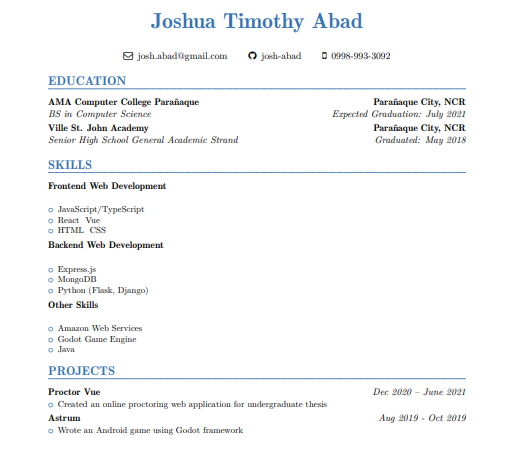 Joshua Timothy Abad
josh.abad@gmail.com josh-abad 0998-993-3092
EDUCATION
AMA Computer College Parañaque Parañaque City, NCR
BS in Computer Science Expected Graduation: July 2021
Ville St. John Academy Parañaque City, NCR
Senior High School General Academic Strand Graduated: May 2018
SKILLS
Frontend Web Development
JavaScript/TypeScript
React Vue
HTML CSS
Backend Web Development
Express.js
MongoDB
Python (Flask, Django)
Other Skills
Amazon Web Services
Godot Game Engine
Java
PROJECTS
Proctor Vue Dec 2020 – June 2021
Created an online proctoring web application for undergraduate thesis
Astrum Aug 2019 - Oct 2019
Wrote an Android game using Godot framework